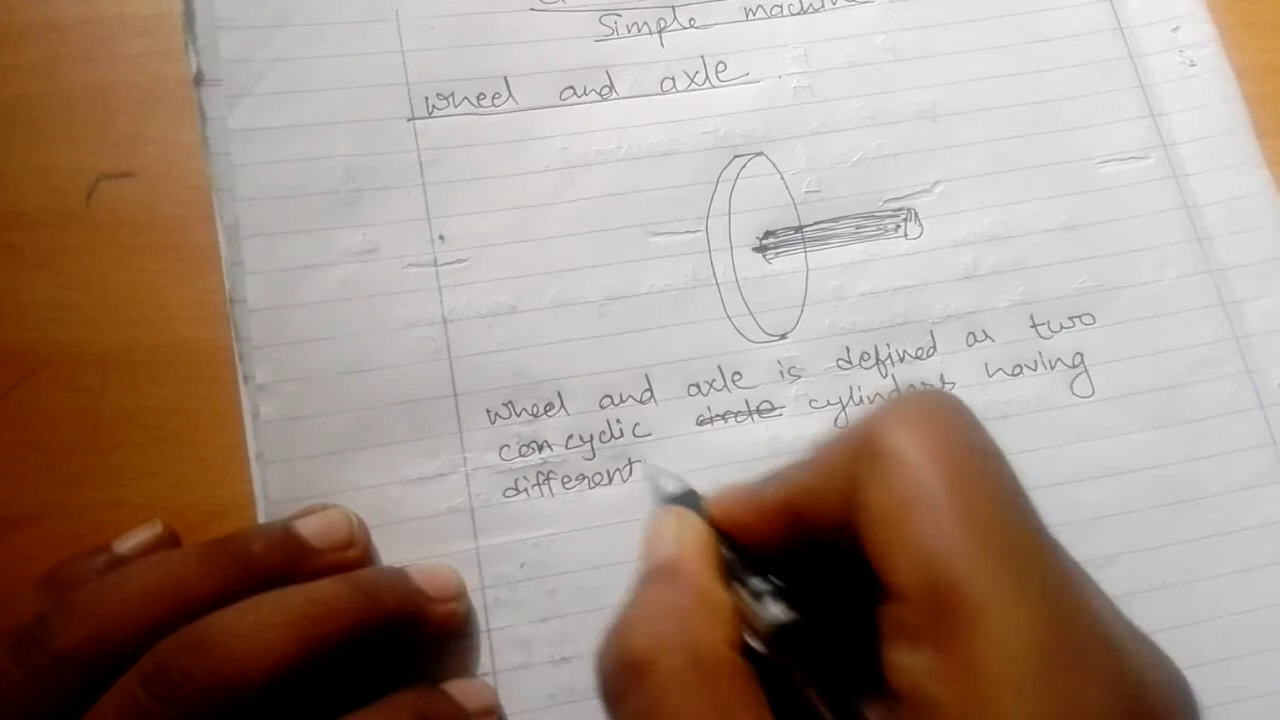 Simple machine
wheel and axle
wheel and axle is defined as two
concyclic circle cylinders having
different